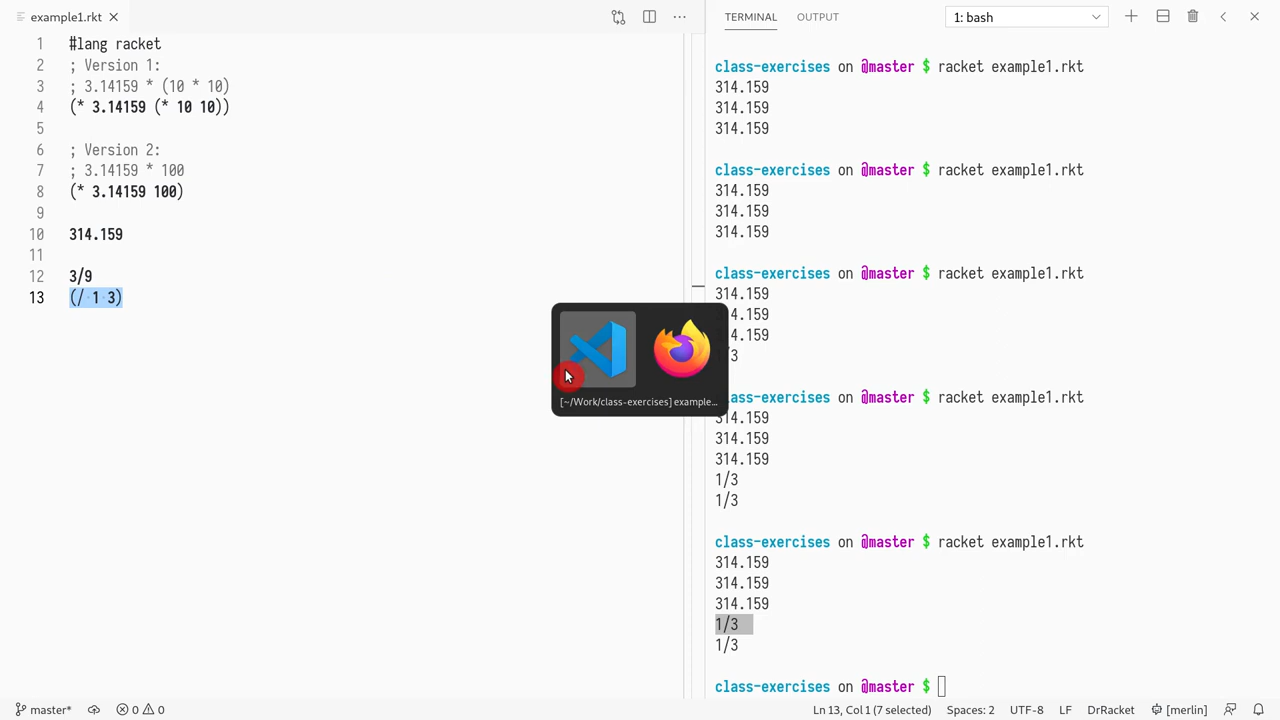 example1.rkt
1 #lang racket
2 ; Version 1:
3 ; 3.14159 * (10 * 10)
4 (* 3.14159 (* 10 10))
5
6 ; Version 2:
7 ; 3.14159 * 100
8 (* 3.14159 100)
9
10 314.159
11
12 3/9
13 (/ 1 3)
[~/Work/class-exercises] example...
TERMINAL OUTPUT 1: bash
class-exercises on @master $ racket example1.rkt
314.159
314.159
314.159
class-exercises on @master $ racket example1.rkt
314.159
314.159
314.159
class-exercises on @master $ racket example1.rkt
314.159
314.159
4.159
/3
class-exercises on @master $ racket example1.rkt
314.159
314.159
314.159
1/3
1/3
class-exercises on @master $ racket example1.rkt
314.159
314.159
314.159
1/3
1/3
class-exercises on @master $
master* 0 0 Ln 13, Col 1 (7 selected) Spaces: 2 UTF-8 LF DrRacket [merlin]